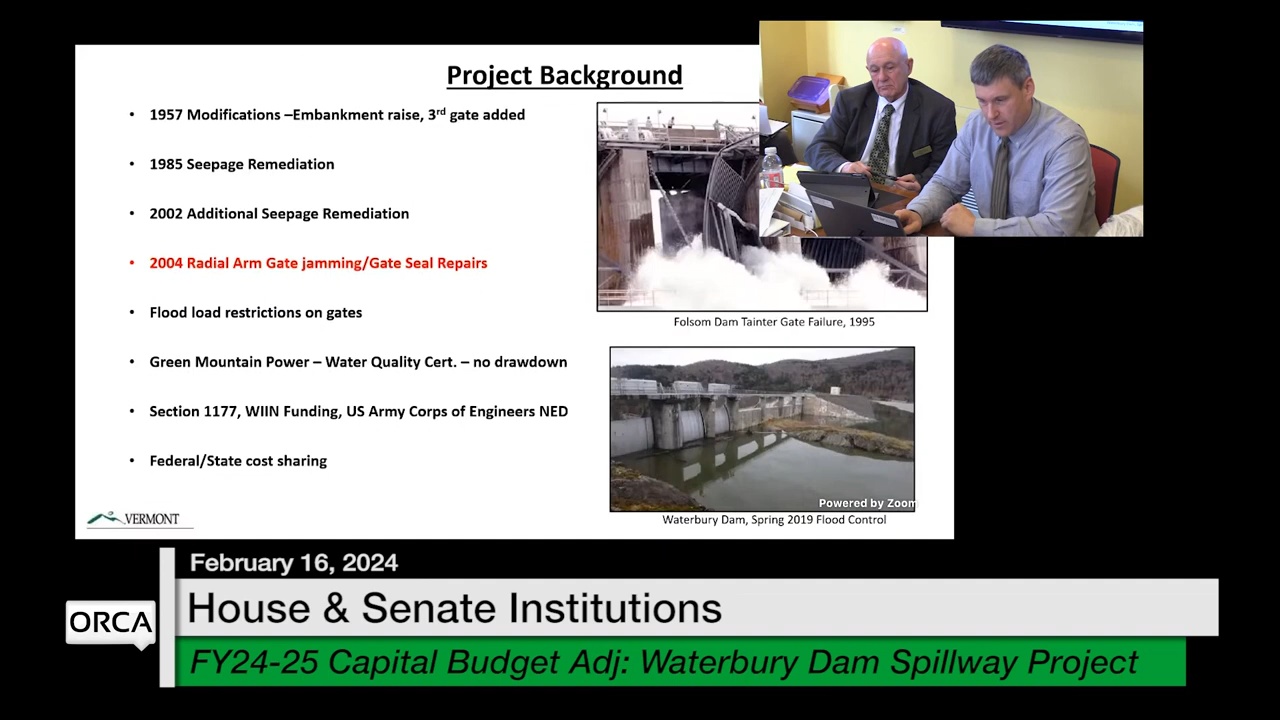 Project Background
• 1957 Modifications –Embankment raise, 3rd gate added
• 1985 Seepage Remediation
• 2002 Additional Seepage Remediation
• 2004 Radial Arm Gate jamming/Gate Seal Repairs
• Flood load restrictions on gates
• Green Mountain Power – Water Quality Cert. – no drawdown
• Section 1177, WIIN Funding, US Army Corps of Engineers NED
• Federal/State cost sharing
VERMONT
Folsom Dam Tainter Gate Failure, 1995
Powered by Zoom
Waterbury Dam, Spring 2019 Flood Control
February 16, 2024
ORCA
House & Senate Institutions
FY24-25 Capital Budget Adj: Waterbury Dam Spillway Project